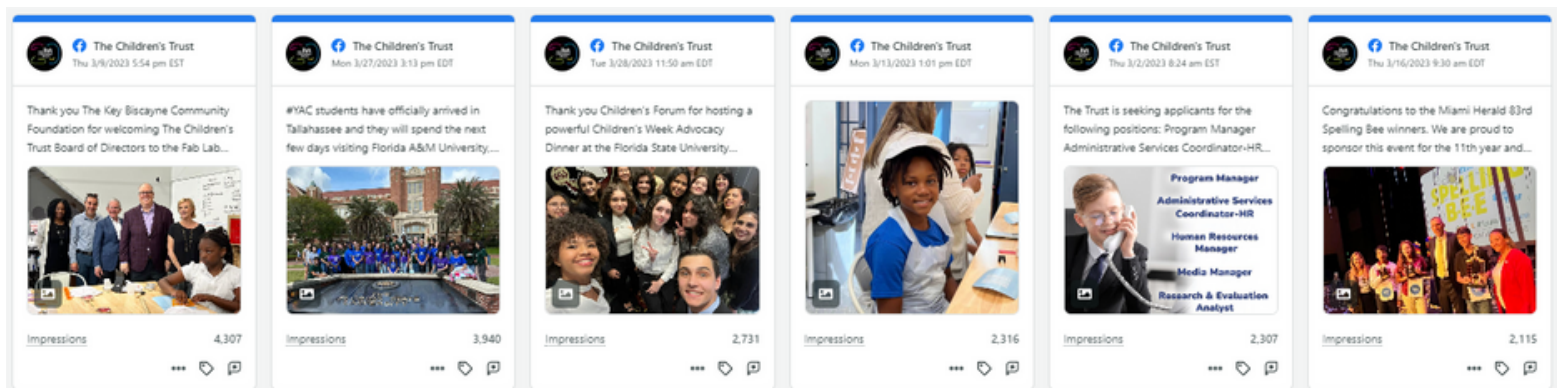 The Children's Trust
Thu 3/9/2023 5:54 pm EST
Thank you The Key Biscayne Community
Foundation for welcoming The Children's
Trust Board of Directors to the Fab Lab...
Impressions 4,307
The Children's Trust
Mon 3/27/2023 3:13 pm EDT
#YAC students have officially arrived in
Tallahassee and they will spend the next
few days visiting Florida A&M University,...
Impressions 3,940
The Children's Trust
Tue 3/28/2023 11:50 am EDT
Thank you Children's Forum for hosting a
powerful Children's Week Advocacy
Dinner at the Florida State University...
Impressions 2,731
The Children's Trust
Mon 3/13/2023 1:01 pm EDT
Impressions 2,316
The Children's Trust
Thu 3/2/2023 8:24 am EST
The Trust is seeking applicants for the
following positions: Program Manager
Administrative Services Coordinator-HR...
Program Manager
Administrative Services
Coordinator-HR
Human Resources
Manager
Media Manager
Research & Evaluation
Analyst
Impressions 2,307
The Children's Trust
Thu 3/16/2023 9:30 am EDT
Congratulations to the Miami Herald 83rd
Spelling Bee winners. We are proud to
sponsor this event for the 11th year and...
SPELLING
BEE
Impressions 2,115